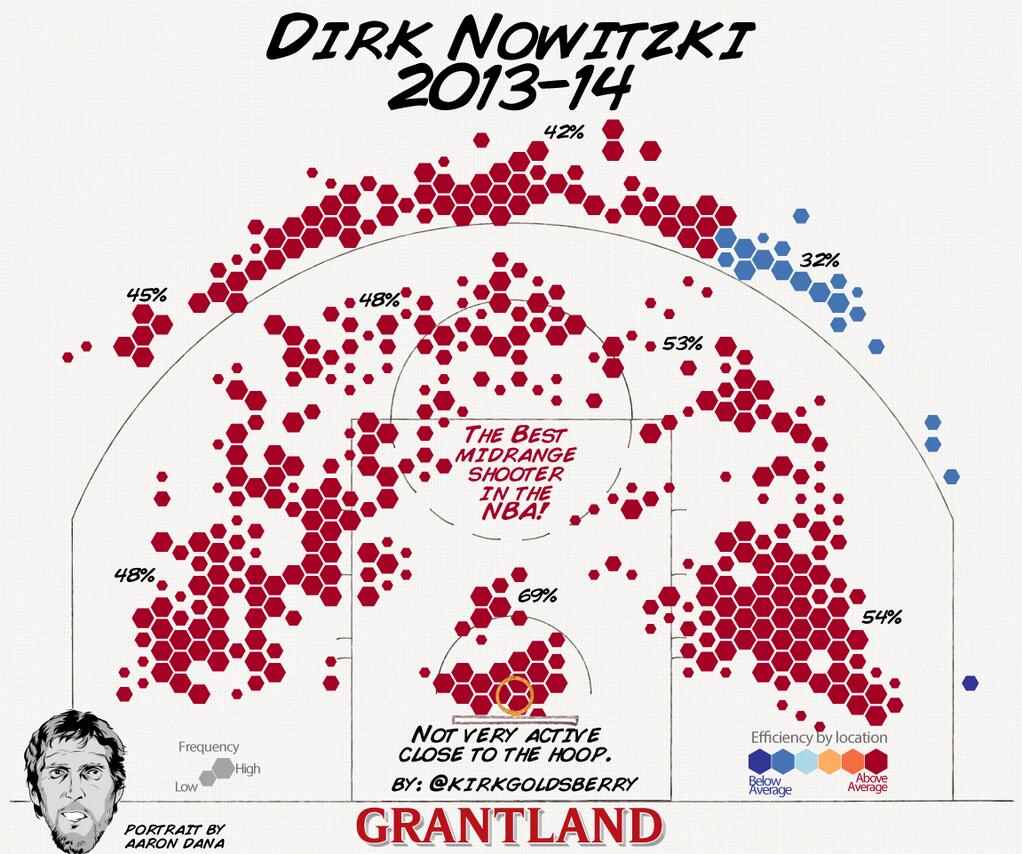 DIRK NOWITZKI
2013-14
42%
32%
45%
48%
53%
THE BEST
MIDRANGE
SHOOTER
IN THE
NBA!
48%
69%
54%
NOT VERY ACTIVE
CLOSE TO THE HOOP.
BY: @KIRKGOLDSBERRY
Frequency
Low
High
Efficiency by location
Below
Average
Above
Average
PORTRAIT BY
AARON DANA
GRANTLAND